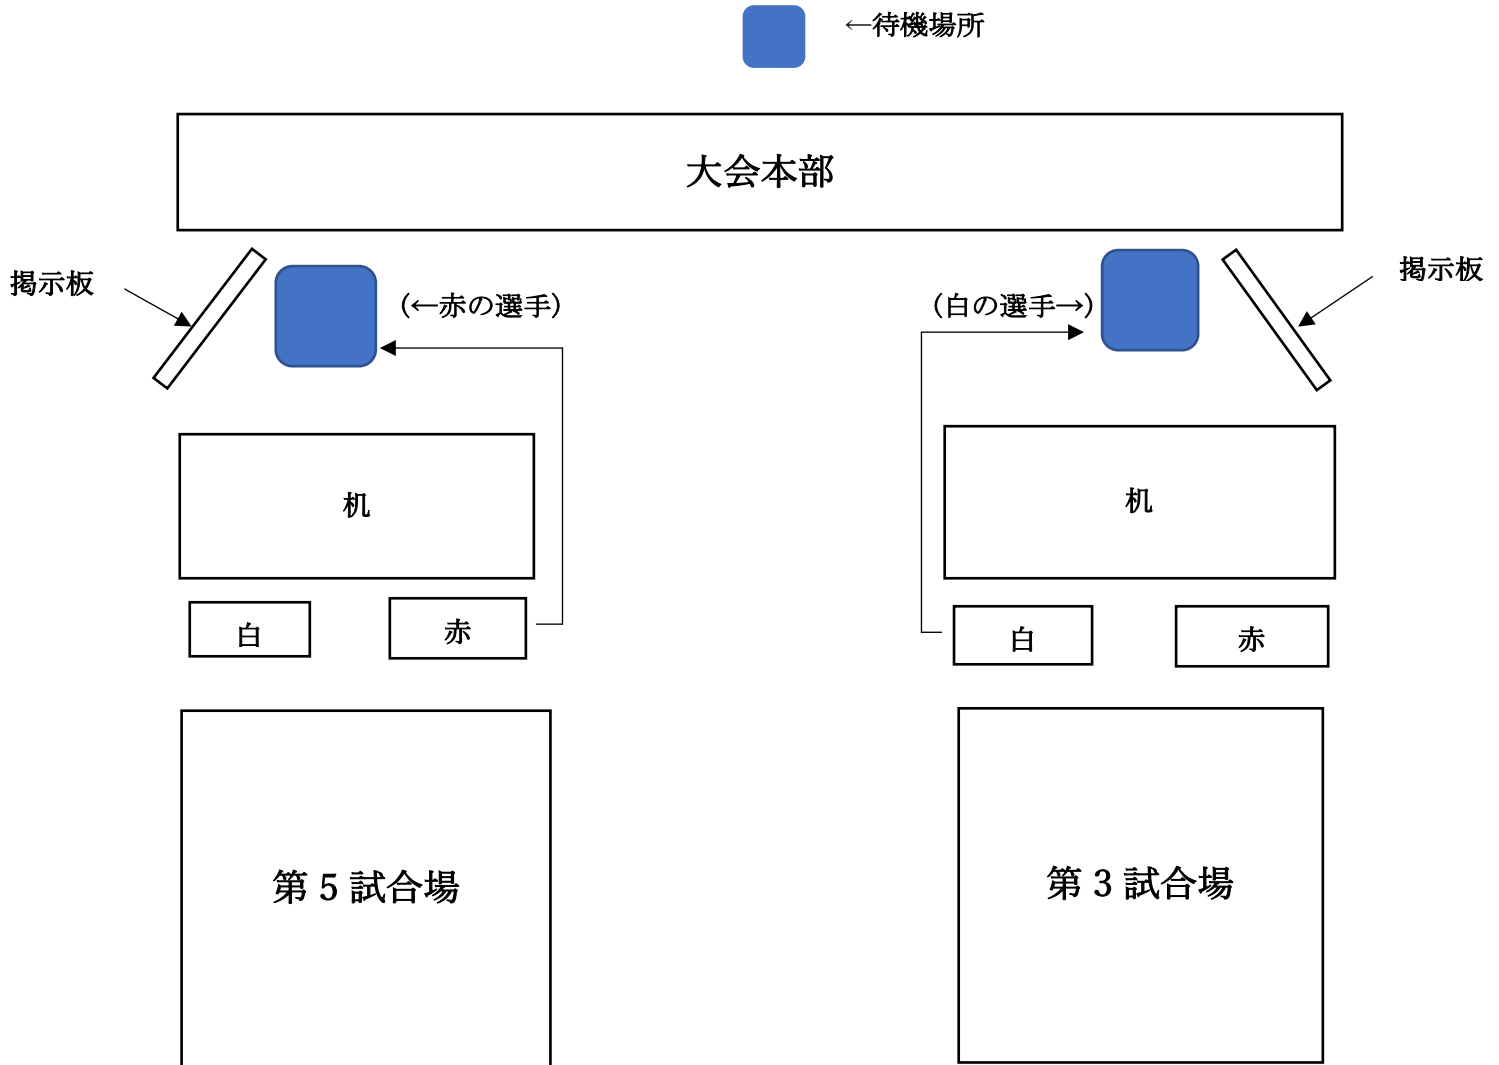 ←待機場所
大会本部
掲示板
(←赤の選手)
(白の選手→)
掲示板
机
机
白
赤
白
赤
第 5 試合場
第 3 試合場